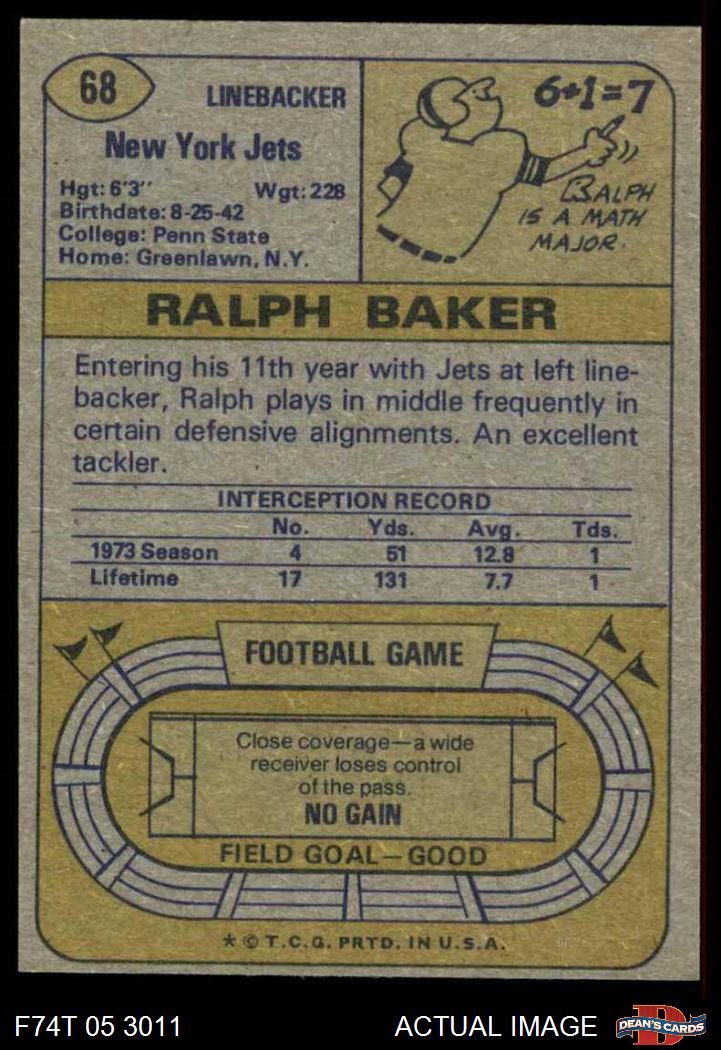 68
LINEBACKER
New York Jets
Hgt: 6'3" Wgt: 228
Birthdate: 8-25-42
College: Penn State
Home: Greenlawn, N.Y.
6+1=7
RALPH
IS A MATH
MAJOR.
RALPH BAKER
Entering his 11th year with Jets at left line-
backer, Ralph plays in middle frequently in
certain defensive alignments. An excellent
tackler.
INTERCEPTION RECORD
No. Yds. Avg. Tds.
1973 Season 4 51 12.8 1
Lifetime 17 131 7.7 1
FOOTBALL GAME
Close coverage—a wide
receiver loses control
of the pass.
NO GAIN
FIELD GOAL—GOOD
* © T.C.G. PRTD. IN U.S.A.
F74T 05 3011 ACTUAL IMAGE
D
DEAN'S CARDS